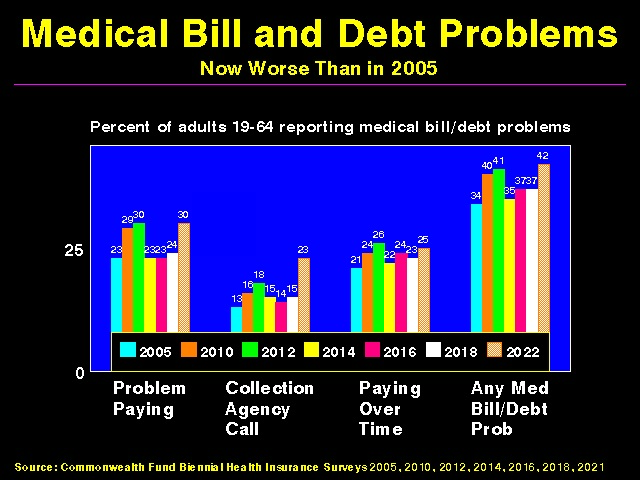 Medical Bill and Debt Problems
Now Worse Than in 2005
Percent of adults 19-64 reporting medical bill/debt problems
25
0
23 29 30 23 23 24 30
13 16 18 15 14 15 23
21 24 26 22 24 23 25
34 40 41 35 37 37 42
2005 2010 2012 2014 2016 2018 2022
Problem
Paying
Collection
Agency
Call
Paying
Over
Time
Any Med
Bill/Debt
Prob
Source: Commonwealth Fund Biennial Health Insurance Surveys 2005, 2010, 2012, 2014, 2016, 2018, 2021